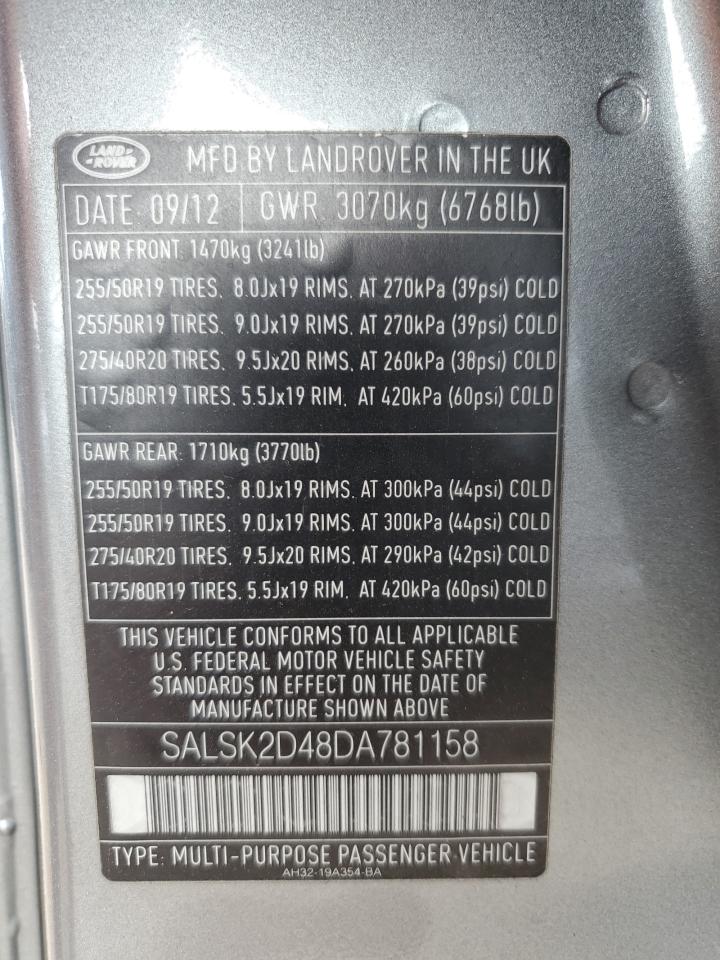 LAND-
-ROVER
MFD BY LANDROVER IN THE UK
DATE: 09/12 GWR. 3070kg (6768lb)
GAWR FRONT: 1470kg (3241lb)
255/50R19 TIRES, 8.0Jx19 RIMS, AT 270kPa (39psi) COLD
255/50R19 TIRES, 9.0Jx19 RIMS, AT 270kPa (39psi) COLD
275/40R20 TIRES, 9.5Jx20 RIMS, AT 260kPa (38psi) COLD
T175/80R19 TIRES, 5.5Jx19 RIM, AT 420kPa (60psi) COLD
GAWR REAR: 1710kg (3770lb)
255/50R19 TIRES, 8.0Jx19 RIMS, AT 300kPa (44psi) COLD
255/50R19 TIRES, 9.0Jx19 RIMS, AT 300kPa (44psi) COLD
275/40R20 TIRES, 9.5Jx20 RIMS, AT 290kPa (42psi) COLD
T175/80R19 TIRES, 5.5Jx19 RIM, AT 420kPa (60psi) COLD
THIS VEHICLE CONFORMS TO ALL APPLICABLE
U.S. FEDERAL MOTOR VEHICLE SAFETY
STANDARDS IN EFFECT ON THE DATE OF
MANUFACTURE SHOWN ABOVE
SALSK2D48DA781158
TYPE: MULTI-PURPOSE PASSENGER VEHICLE
AH32-19A354-BA